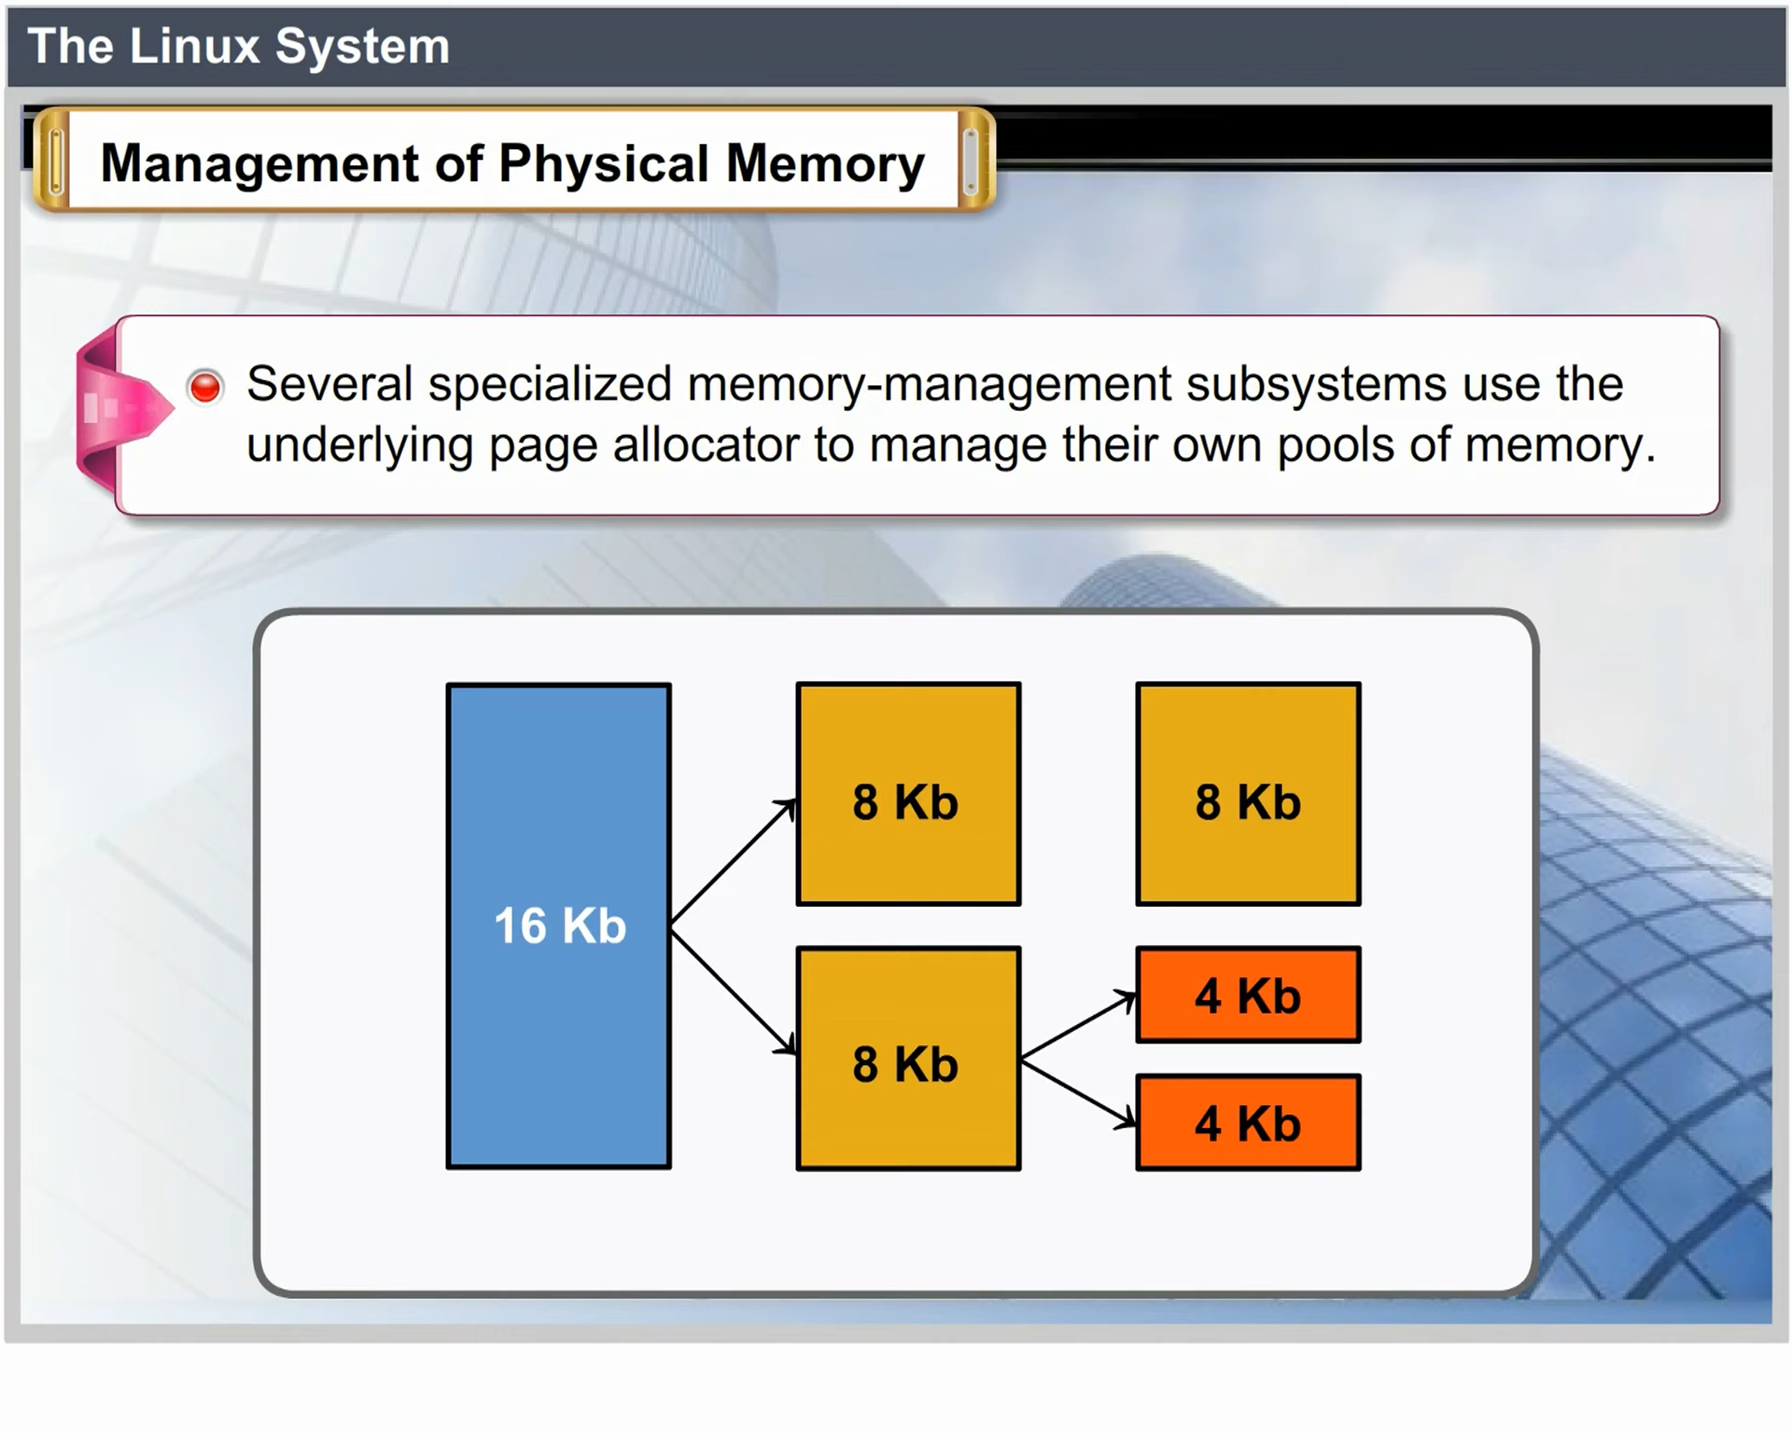 The Linux System
Management of Physical Memory
Several specialized memory-management subsystems use the
underlying page allocator to manage their own pools of memory.
16 Kb
8 Kb
8 Kb
8 Kb
4 Kb
4 Kb